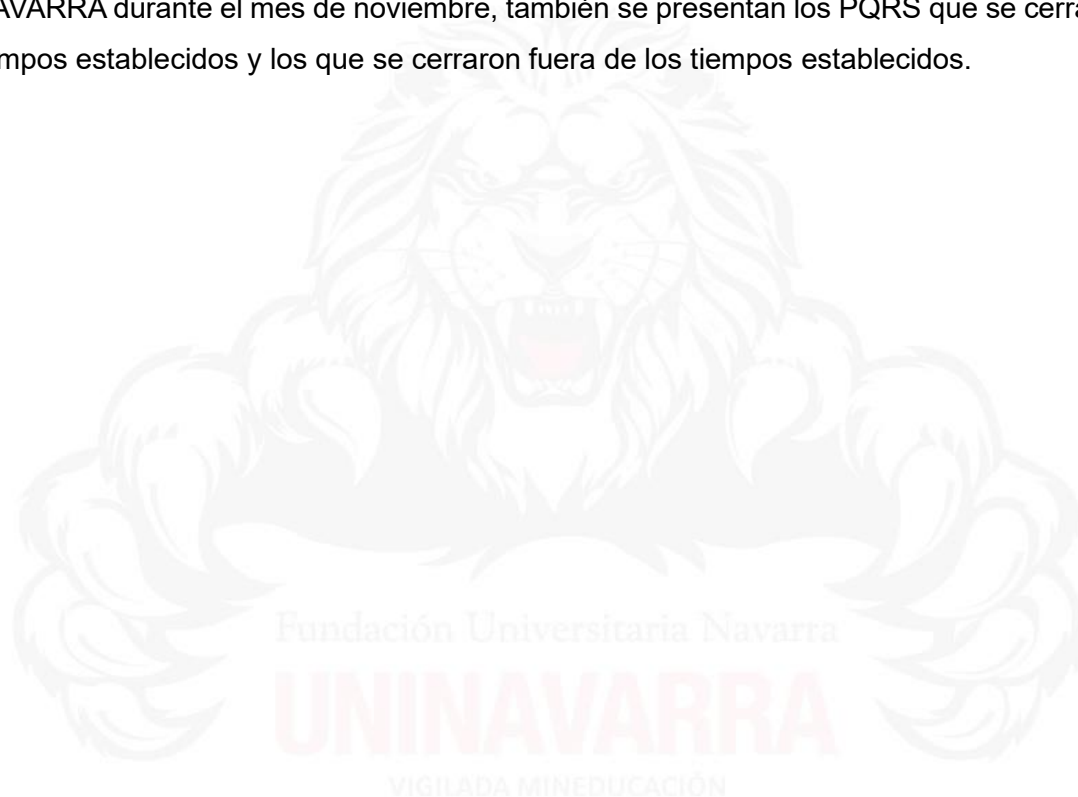 AVARRA durante el mes de noviembre, también se presentan los PQRS que se cerra
mpos establecidos y los que se cerraron fuera de los tiempos establecidos.
Fundación Universitaria Navarra
UNINAVARRA
VIGILADA MINEDUCACIÓN